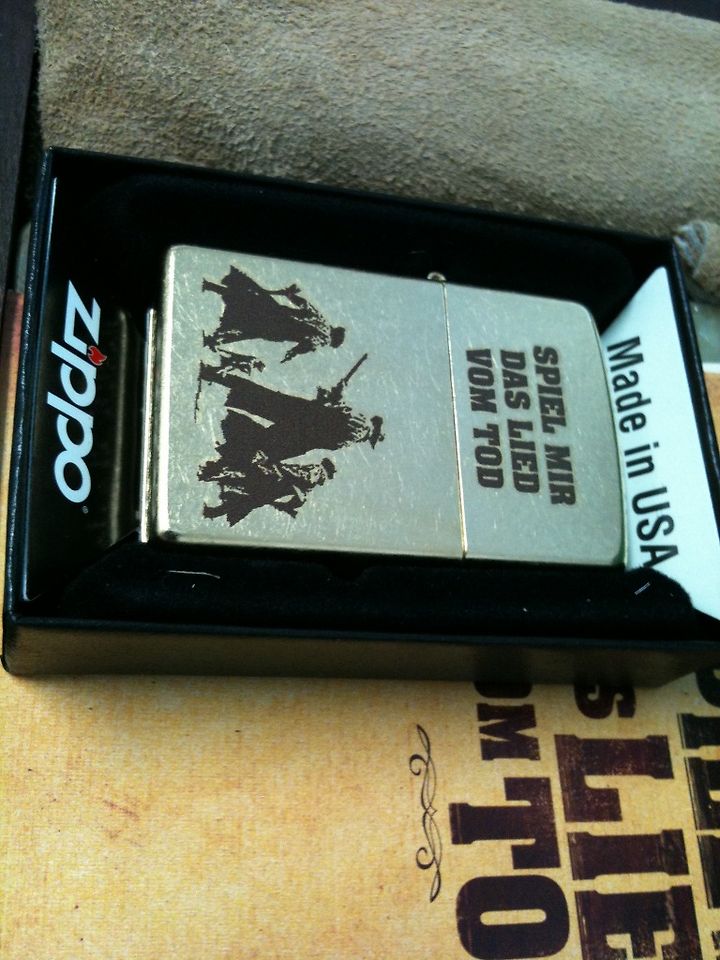 zippo
SPIEL MIR
DAS LIED
VOM TOD
Made in USA